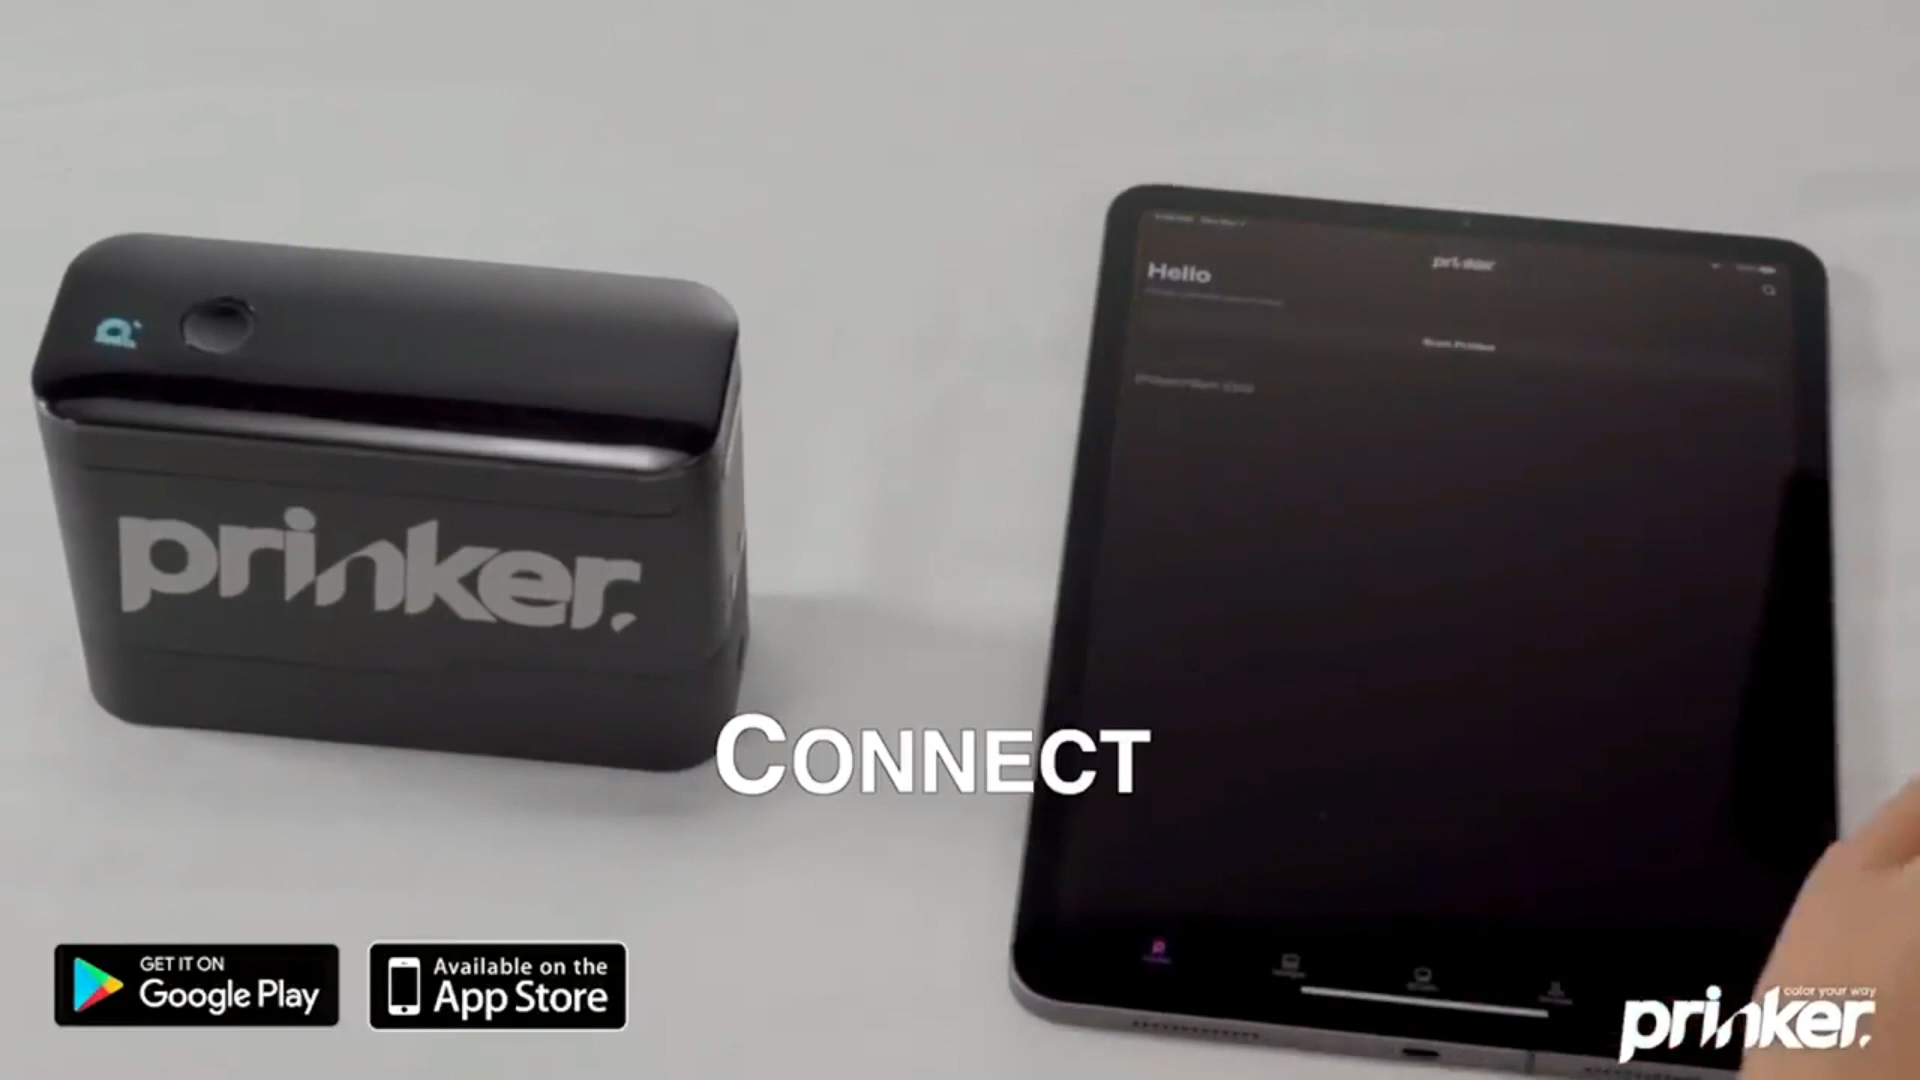 prinker
Hello
prinker.
CONNECT
GET IT ON
Google Play
Available on the
App Store
color your way
prinker.